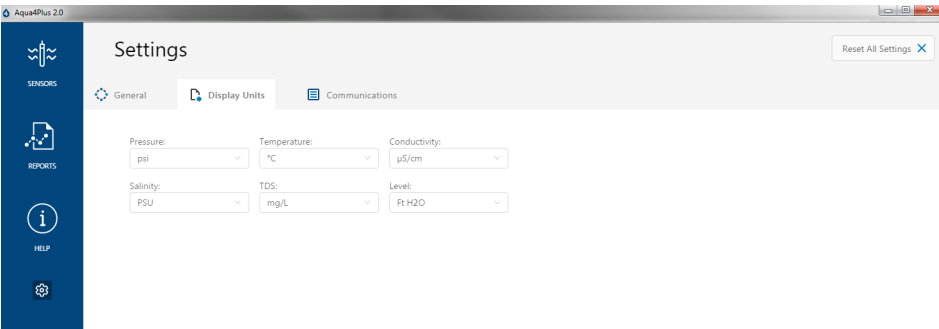 Aqua4Plus 2.0
Settings
Reset All Settings
SENSORS
General
Display Units
Communications
Pressure:
Temperature:
Conductivity:
psi
°C
µS/cm
REPORTS
Salinity:
TDS:
Level:
PSU
mg/L
Ft H2O
HELP